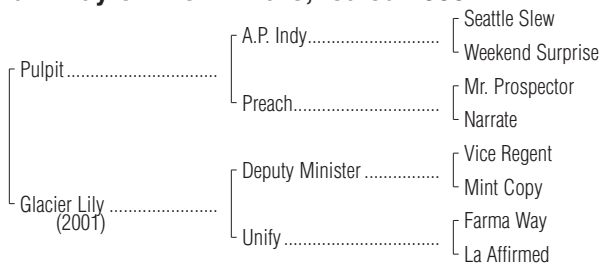 Seattle Slew
A.P. Indy
Weekend Surprise
Pulpit
Mr. Prospector
Preach
Narrate
Vice Regent
Deputy Minister
Mint Copy
Glacier Lily
(2001)
Farma Way
Unify
La Affirmed